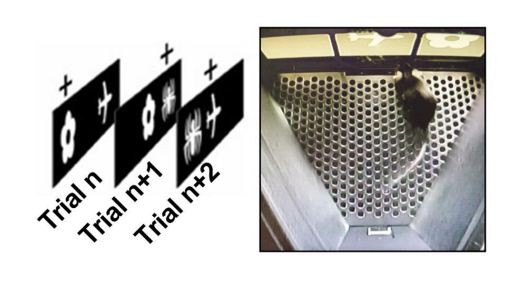 +
+
+
Trial n
Trial n+1
Trial n+2